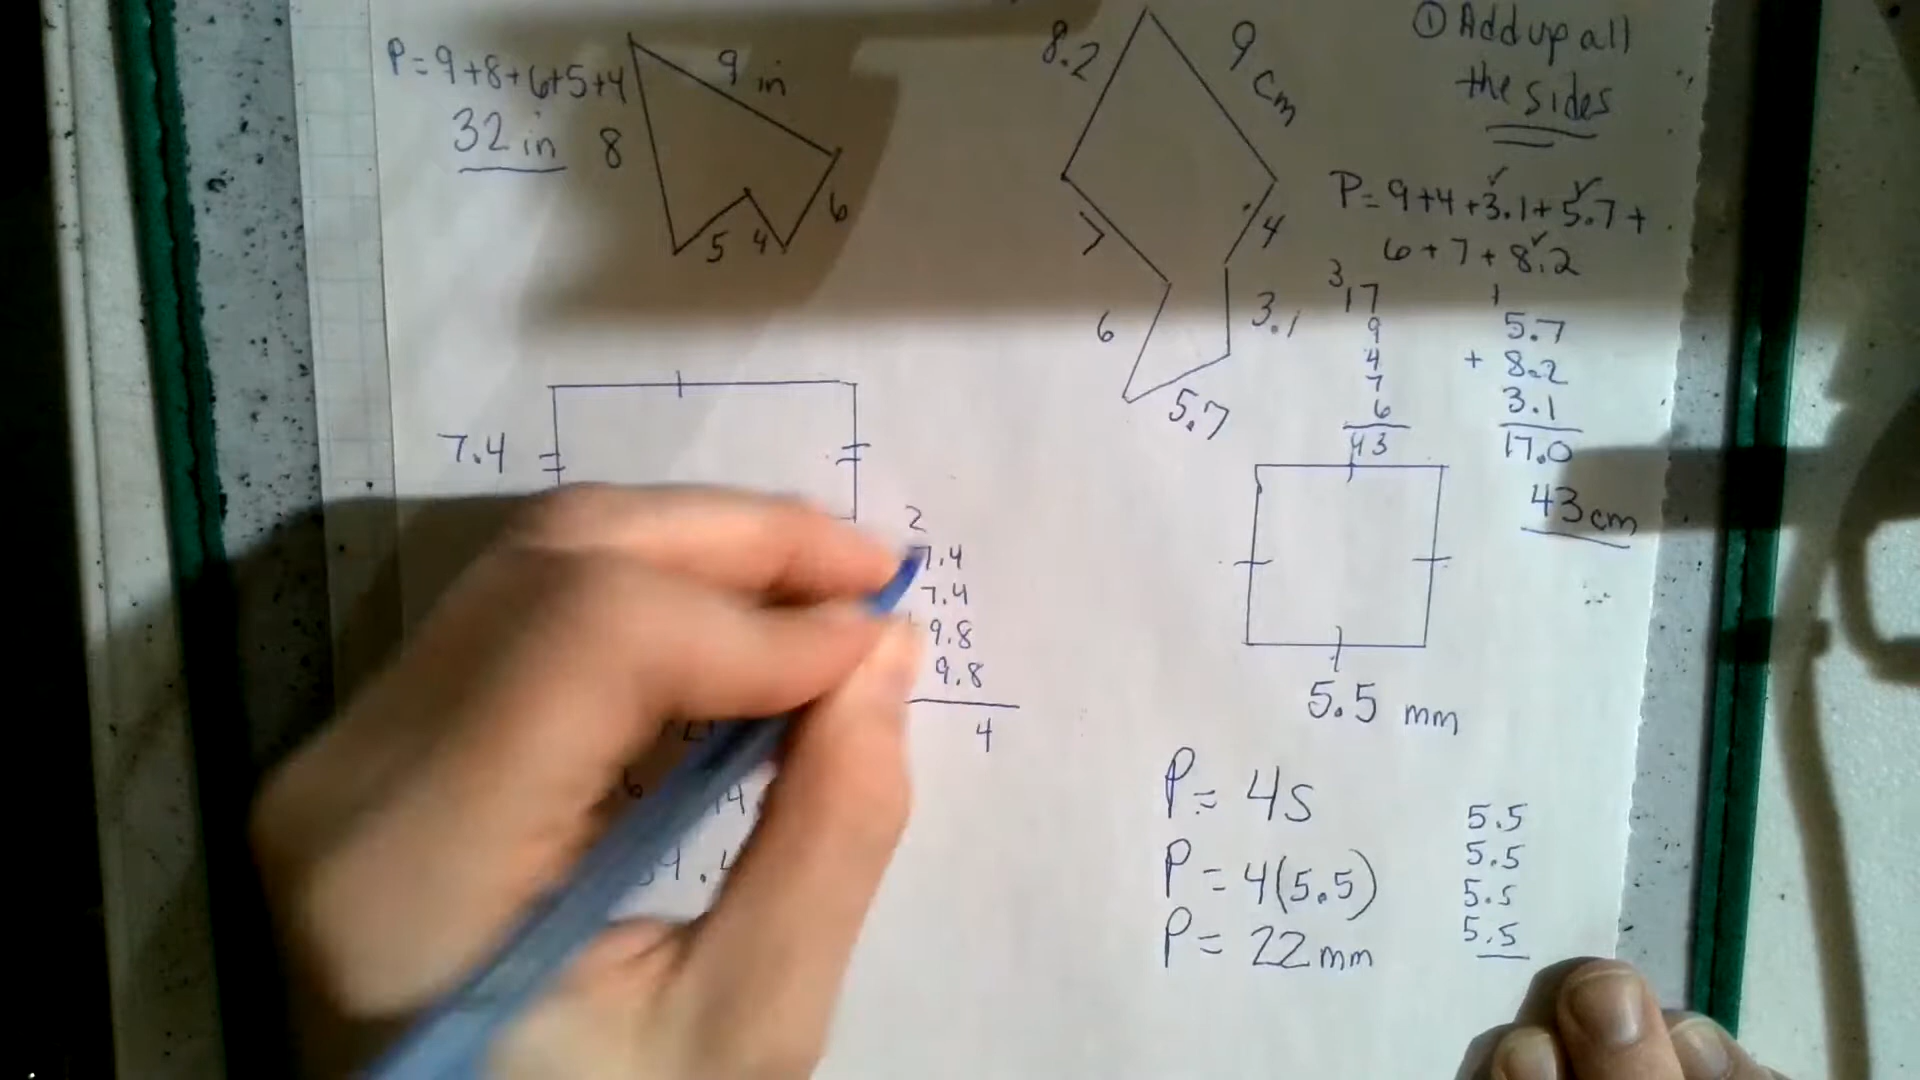 P=9+8+6+5+4
32 in
9 in
8
6
5
4
8.2
9 cm
7
4
6
3.1
5.7
① Add up all
the sides
P=9+4+3.1+5.7+
6+7+8.2
3
17
9
4
7
6
43
1
5.7
+ 8.2
3.1
17.0
43cm
7.4
2
7.4
7.4
9.8
9.8
4
5.5 mm
P= 4s
P= 4(5.5)
P= 22mm
5.5
5.5
5.5
5.5